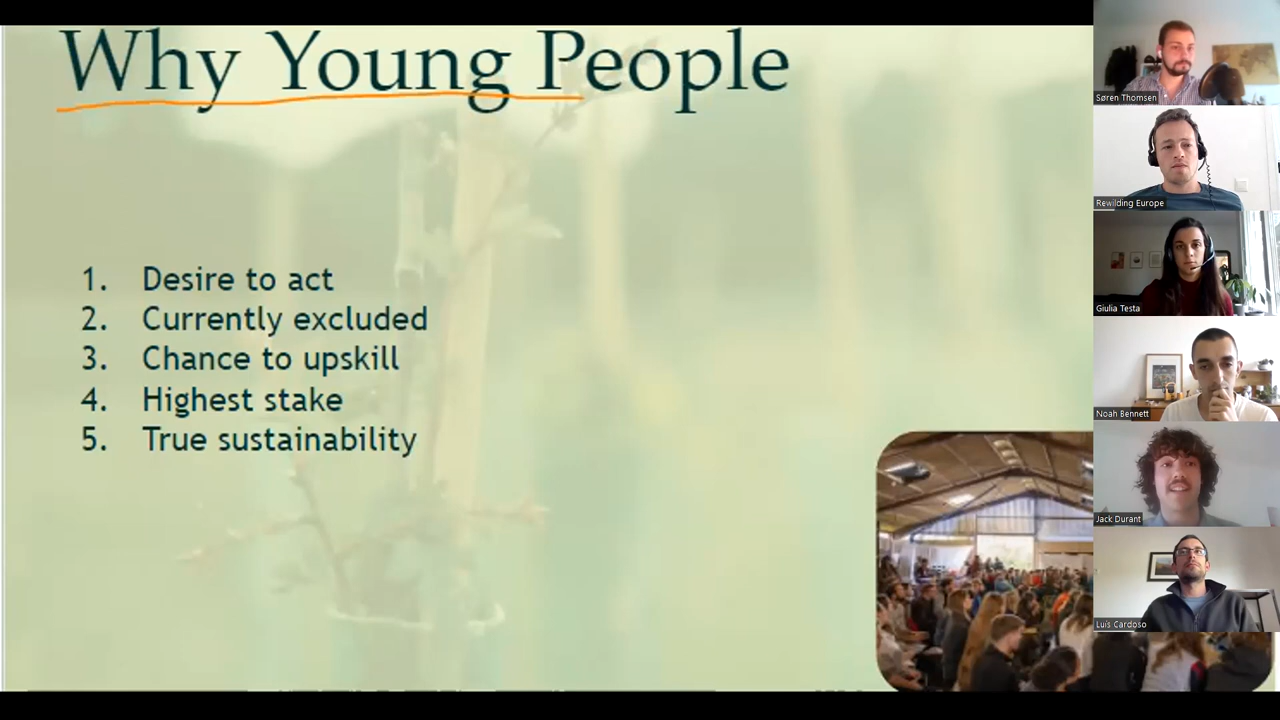 Why Young People
1. Desire to act
2. Currently excluded
3. Chance to upskill
4. Highest stake
5. True sustainability
Søren Thomsen
Rewilding Europe
Giulia Testa
Noah Bennett
Jack Durant
Luís Cardoso